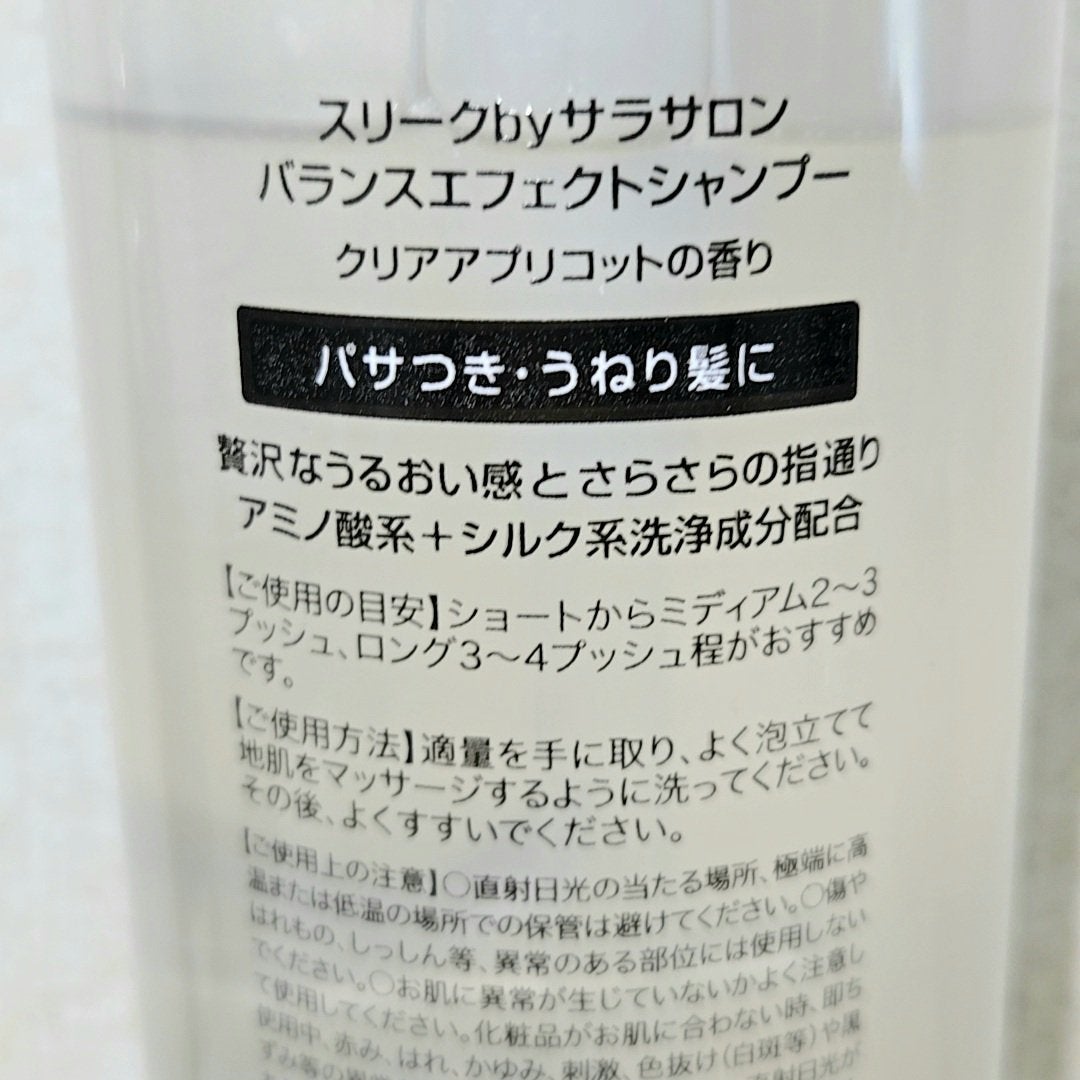 スリークbyサラサロン
バランスエフェクトシャンプー
クリアアプリコットの香り
パサつき・うねり髪に
贅沢なうるおい感とさらさらの指通り
アミノ酸系＋シルク系洗浄成分配合
【ご使用の目安】ショートからミディアム2〜3
プッシュ、ロング3〜4プッシュ程がおすすめ
です。
【ご使用方法】適量を手に取り、よく泡立てて
地肌をマッサージするように洗ってください。
その後、よくすすいでください。
【ご使用上の注意】○直射日光の当たる場所、極端に高
温または低温の場所での保管は避けてください。○傷や
はれもの、しっしん等、異常のある部位には使用しない
でください。○お肌に異常が生じていないかよく注意し
て使用してください。化粧品がお肌に合わない時、即ち
使用中、赤み、はれ、かゆみ、刺激、色抜け(白斑等)や黒
ずみ等の異常 直射日光が